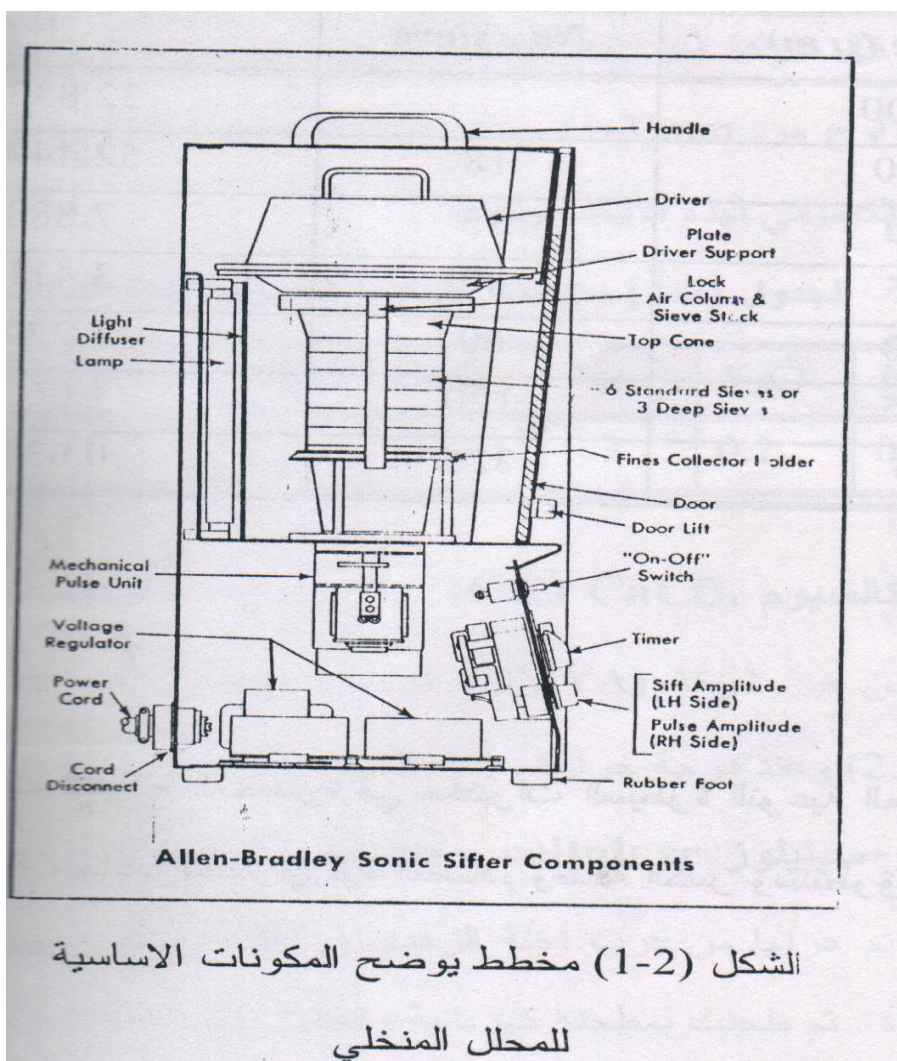 Handle
Driver
Plate
Driver Support
Lock
Air Column &
Sieve Stack
Top Cone
6 Standard Sieves or
3 Deep Sieves
Fines Collector Holder
Door
Door Lift
"On-Off"
Switch
Timer
Sift Amplitude
(LH Side)
Pulse Amplitude
(RH Side)
Rubber Foot
Light
Diffuser
Lamp
Mechanical
Pulse Unit
Voltage
Regulator
Power
Cord
Cord
Disconnect
Allen-Bradley Sonic Sifter Components
الشكل (2-1) مخطط يوضح المكونات الاساسية
للمحلل المنخلي